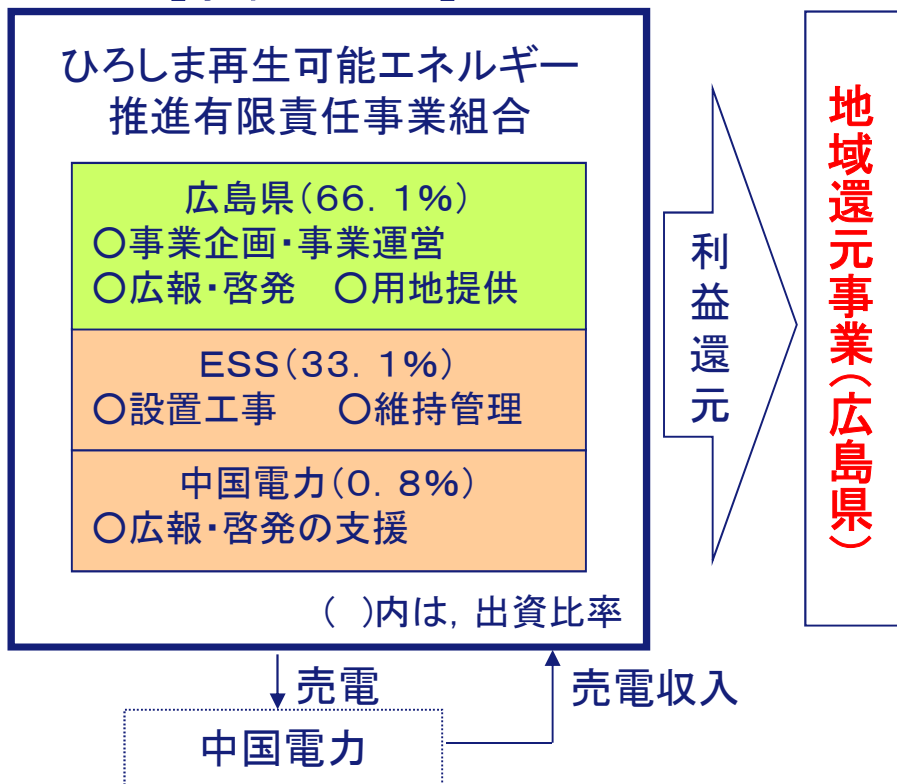 ひろしま再生可能エネルギー
推進有限責任事業組合
広島県(66．1%)
○事業企画・事業運営
○広報・啓発　○用地提供
ESS(33．1%)
○設置工事　○維持管理
中国電力(0．8%)
○広報・啓発の支援
(　)内は，出資比率
利益還元
地域還元事業(広島県)
売電
売電収入
中国電力